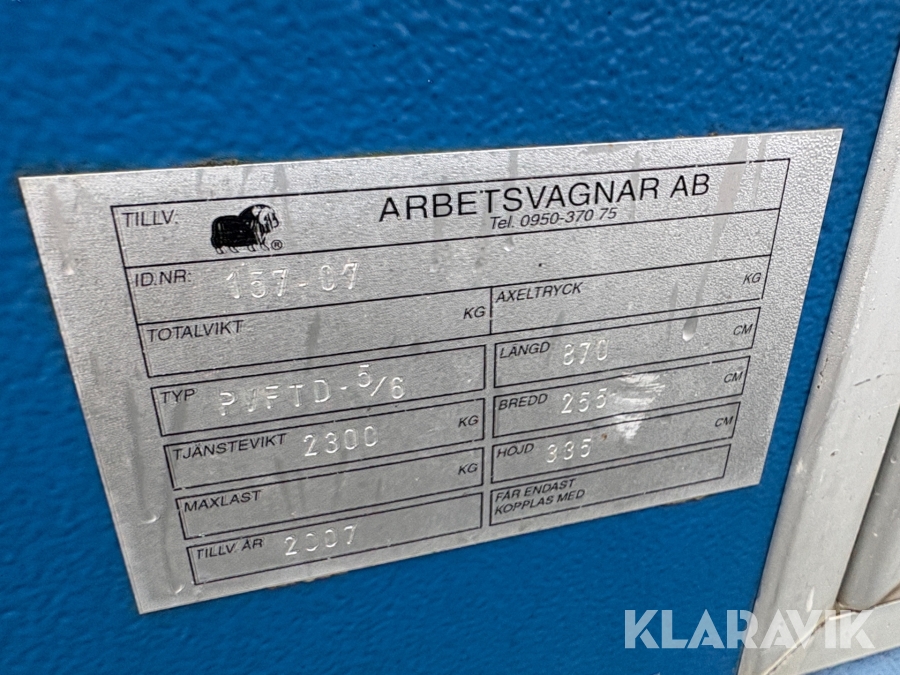 TILLV. ® ARBETSVAGNAR AB
Tel. 0950-370 75
ID.NR: 157-07
TOTALVIKT KG AXELTRYCK KG
TYP PVFTD-5/6 LÄNGD 870 CM
TJÄNSTEVIKT 2300 KG BREDD 255 CM
MAXLAST KG HÖJD 335 CM
TILLV. ÅR 2007 FÅR ENDAST
KOPPLAS MED
KLARAVIK